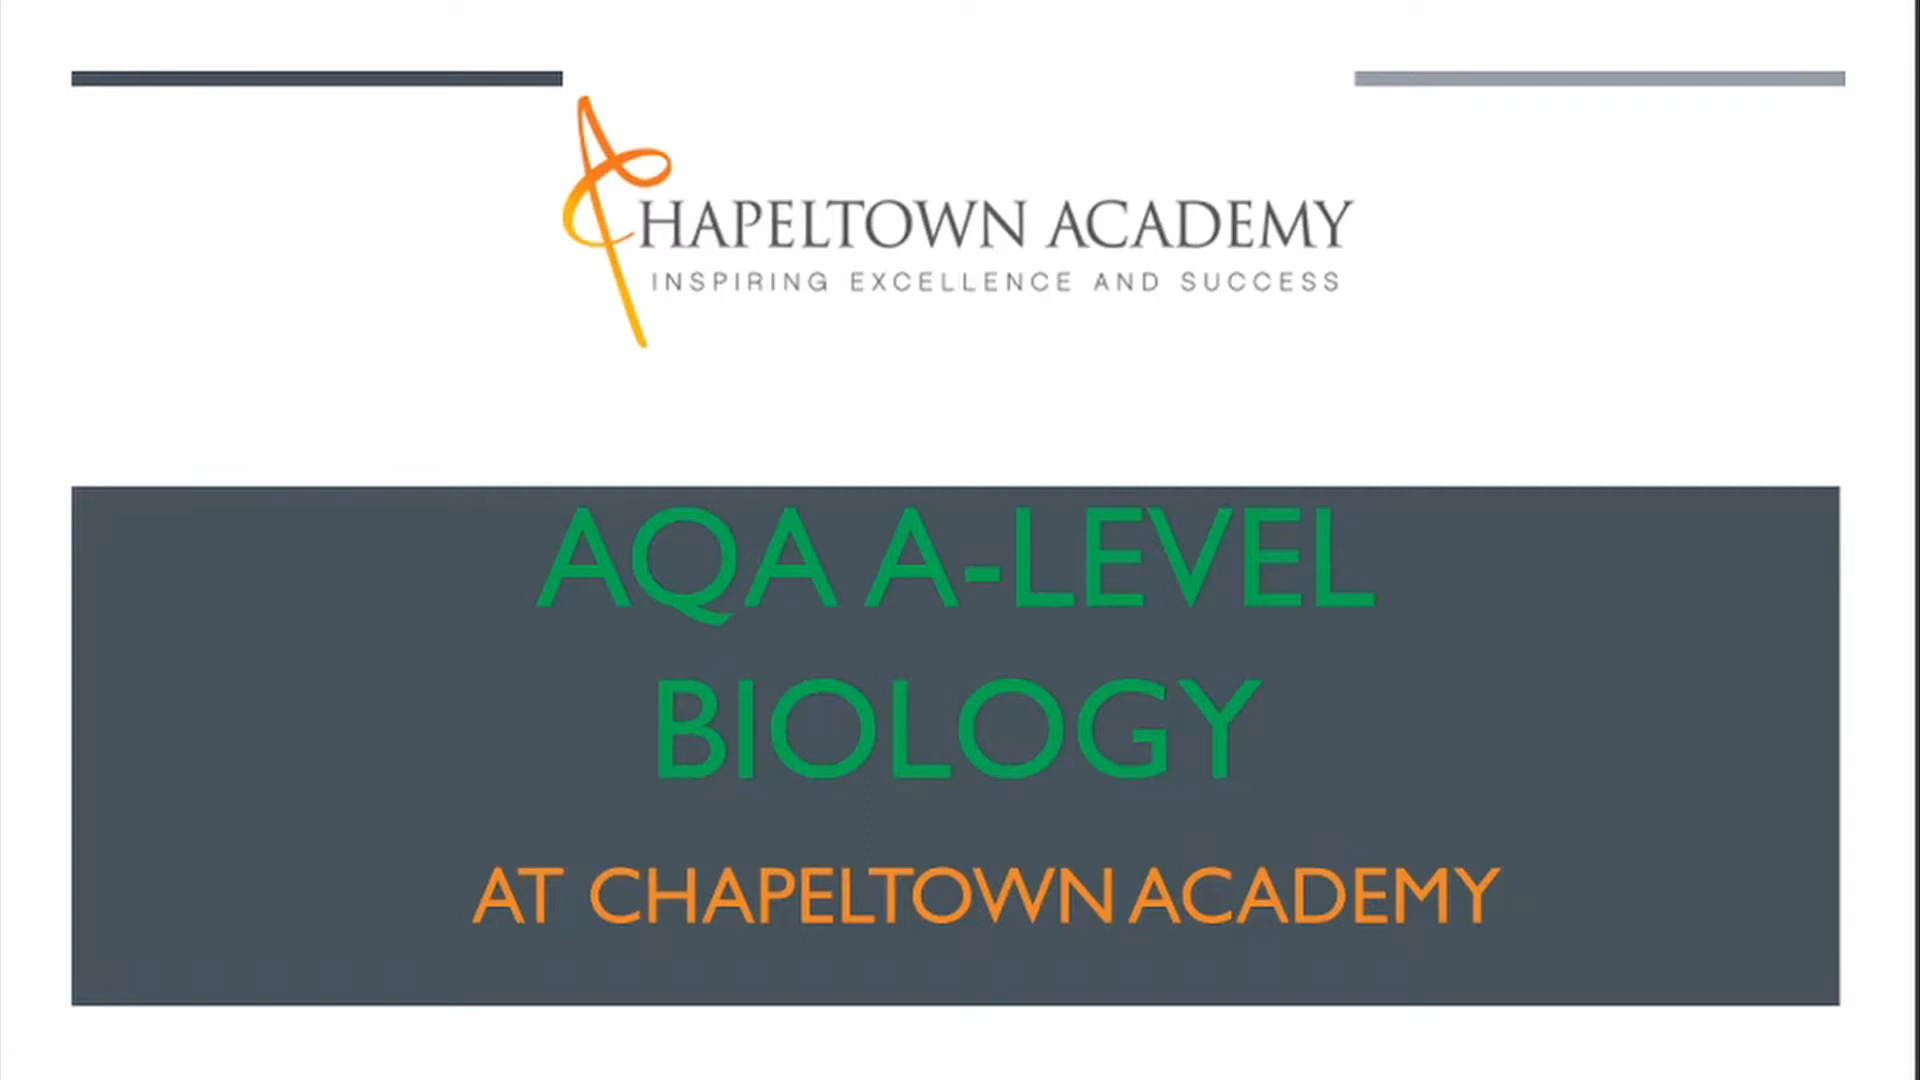 CHAPELTOWN ACADEMY
INSPIRING EXCELLENCE AND SUCCESS
AQA A-LEVEL
BIOLOGY
AT CHAPELTOWN ACADEMY